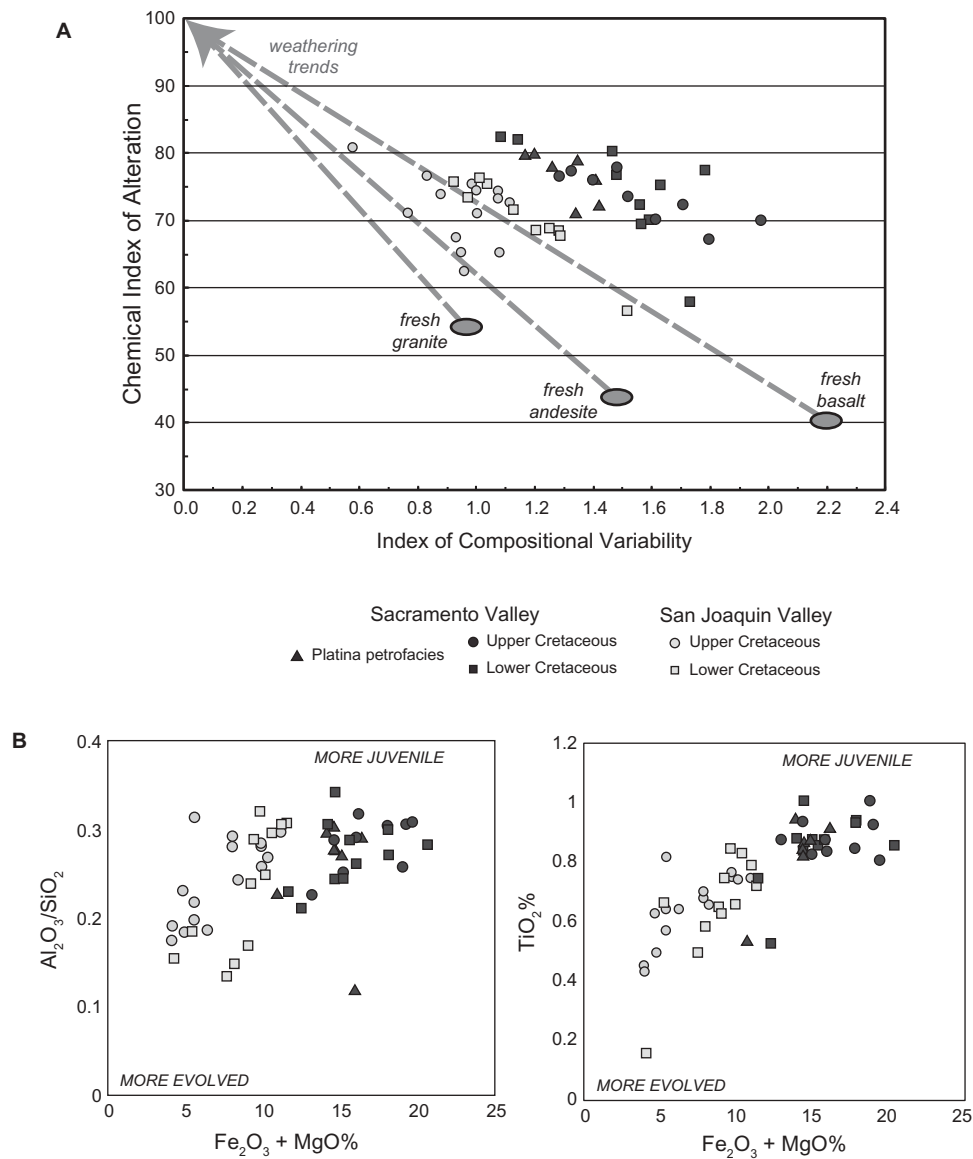 A
100
90
80
70
60
50
40
30
Chemical Index of Alteration
weathering
trends
fresh
granite
fresh
andesite
fresh
basalt
0.0 0.2 0.4 0.6 0.8 1.0 1.2 1.4 1.6 1.8 2.0 2.2 2.4
Index of Compositional Variability
Sacramento Valley
San Joaquin Valley
Platina petrofacies
Upper Cretaceous
Lower Cretaceous
Upper Cretaceous
Lower Cretaceous
B
0.4
0.3
0.2
0.1
0
Al₂O₃/SiO₂
MORE JUVENILE
MORE EVOLVED
0 5 10 15 20 25
Fe₂O₃ + MgO%
1.2
1
0.8
0.6
0.4
0.2
0
TiO₂%
MORE JUVENILE
MORE EVOLVED
0 5 10 15 20 25
Fe₂O₃ + MgO%